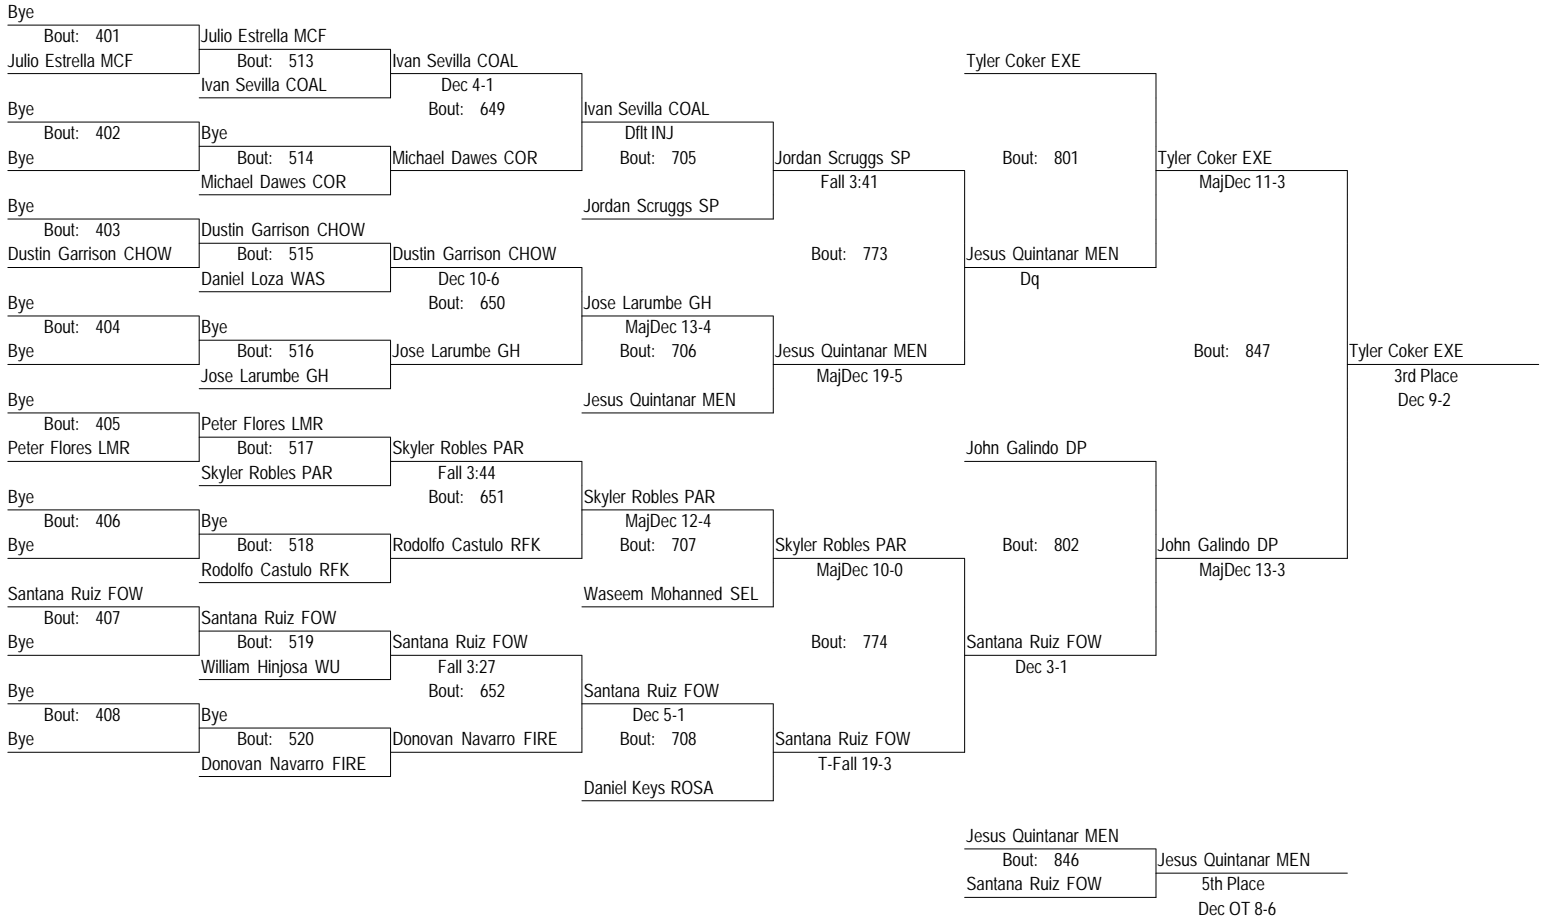 Bye
Bout: 401
Julio Estrella MCF
Bye
Bout: 402
Bye
Bye
Bout: 403
Dustin Garrison CHOW
Bye
Bout: 404
Bye
Bye
Bout: 405
Peter Flores LMR
Bye
Bout: 406
Bye
Santana Ruiz FOW
Bout: 407
Bye
Bye
Bout: 408
Bye
Julio Estrella MCF
Bout: 513
Ivan Sevilla COAL
Bye
Bout: 514
Michael Dawes COR
Dustin Garrison CHOW
Bout: 515
Daniel Loza WAS
Bye
Bout: 516
Jose Larumbe GH
Peter Flores LMR
Bout: 517
Skyler Robles PAR
Bye
Bout: 518
Rodolfo Castulo RFK
Santana Ruiz FOW
Bout: 519
William Hinjosa WU
Bye
Bout: 520
Donovan Navarro FIRE
Ivan Sevilla COAL
Dec 4-1
Bout: 649
Michael Dawes COR
Dustin Garrison CHOW
Dec 10-6
Bout: 650
Jose Larumbe GH
Skyler Robles PAR
Fall 3:44
Bout: 651
Rodolfo Castulo RFK
Santana Ruiz FOW
Fall 3:27
Bout: 652
Donovan Navarro FIRE
Ivan Sevilla COAL
Dflt INJ
Bout: 705
Jordan Scruggs SP
Jose Larumbe GH
MajDec 13-4
Bout: 706
Jesus Quintanar MEN
Skyler Robles PAR
MajDec 12-4
Bout: 707
Waseem Mohanned SEL
Santana Ruiz FOW
Dec 5-1
Bout: 708
Daniel Keys ROSA
Jordan Scruggs SP
Fall 3:41
Bout: 773
Jesus Quintanar MEN
MajDec 19-5
Skyler Robles PAR
MajDec 10-0
Bout: 774
Santana Ruiz FOW
T-Fall 19-3
Tyler Coker EXE
Bout: 801
Jesus Quintanar MEN
Dq
John Galindo DP
Bout: 802
Santana Ruiz FOW
Dec 3-1
Tyler Coker EXE
MajDec 11-3
Bout: 847
John Galindo DP
MajDec 13-3
Tyler Coker EXE
3rd Place
Dec 9-2
Jesus Quintanar MEN
Bout: 846
Santana Ruiz FOW
Jesus Quintanar MEN
5th Place
Dec OT 8-6